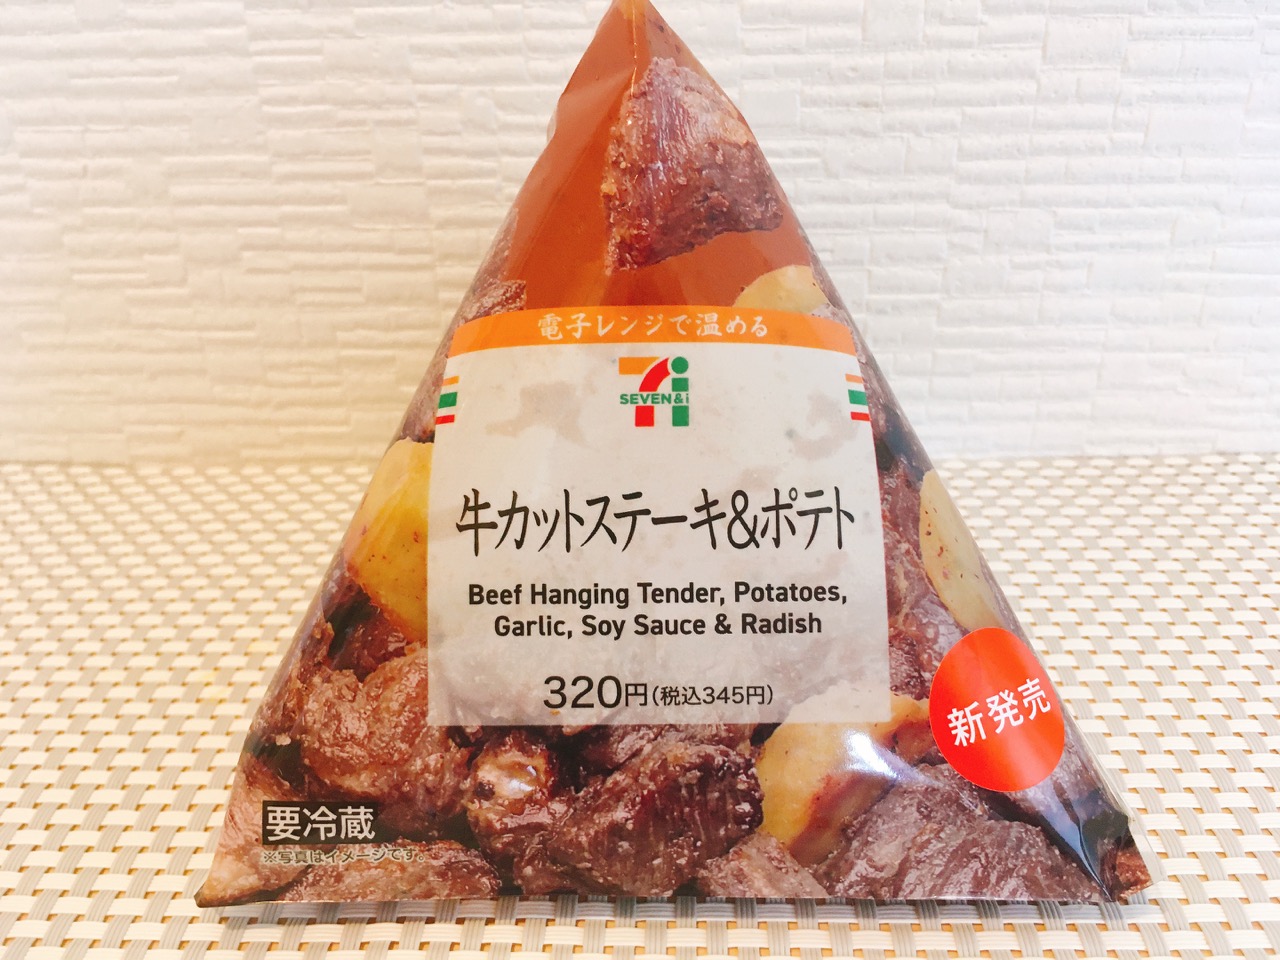 電子レンジで温める
SEVEN&i
牛カットステーキ&ポテト
Beef Hanging Tender, Potatoes,
Garlic, Soy Sauce & Radish
320円(税込345円)
新発売
要冷蔵
※写真はイメージです。